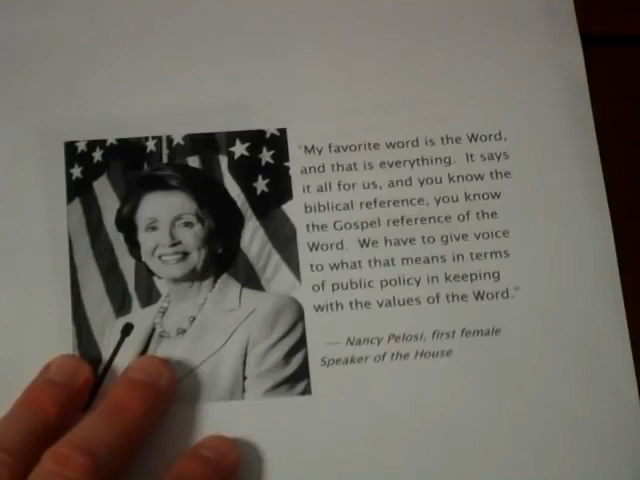 "My favorite word is the Word,
and that is everything. It says
it all for us, and you know the
biblical reference, you know
the Gospel reference of the
Word. We have to give voice
to what that means in terms
of public policy in keeping
with the values of the Word."
— Nancy Pelosi, first female
Speaker of the House